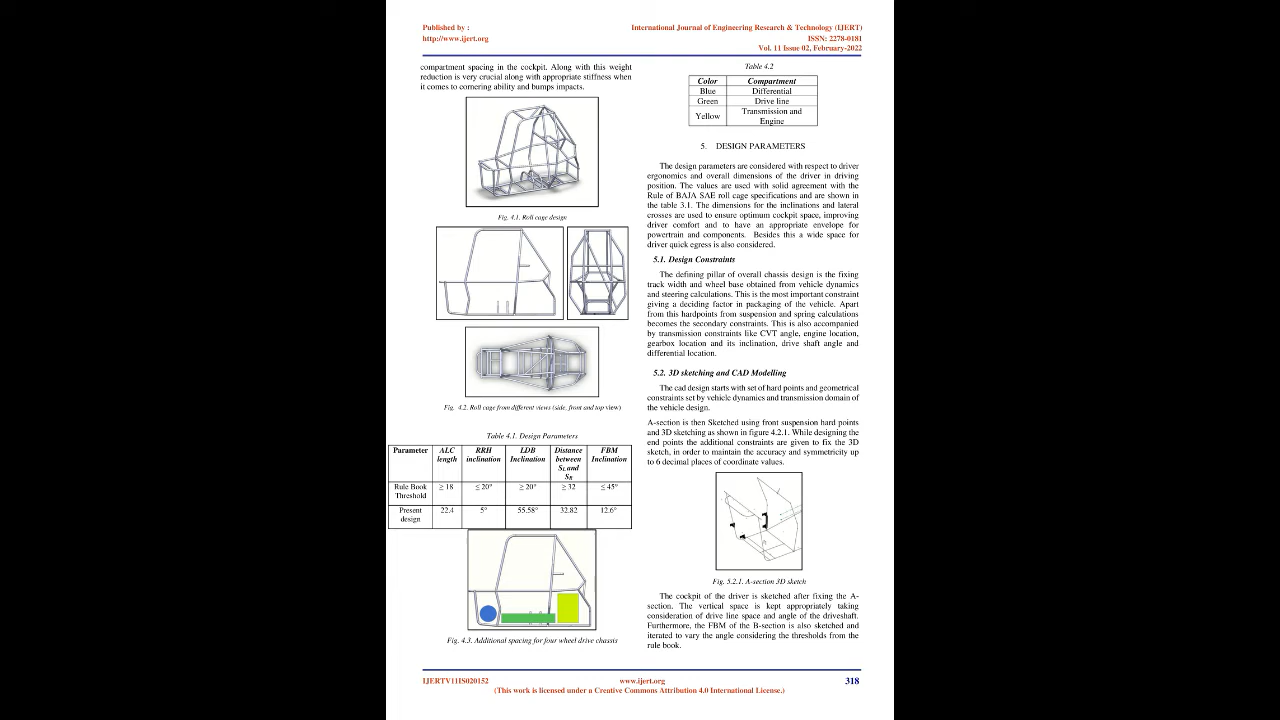 Published by :
http://www.ijert.org
International Journal of Engineering Research & Technology (IJERT)
ISSN: 2278-0181
Vol. 11 Issue 02, February-2022
compartment spacing in the cockpit. Along with this weight
reduction is very crucial along with appropriate stiffness when
it comes to cornering ability and bumps impacts.
Fig. 4.1. Roll cage design
Fig. 4.2. Roll cage from different views (side, front and top view)
Table 4.1. Design Parameters
Parameter ALC length RRH inclination LDB Inclination Distance between SL and SR FBM Inclination
Rule Book Threshold ≥ 18 ≤ 20° ≥ 20° ≥ 32 ≤ 45°
Present design 22.4 5° 55.58° 32.82 12.6°
Fig. 4.3. Additional spacing for four wheel drive chassis
Table 4.2
Color Compartment
Blue Differential
Green Drive line
Yellow Transmission and Engine
5. DESIGN PARAMETERS
The design parameters are considered with respect to driver
ergonomics and overall dimensions of the driver in driving
position. The values are used with solid agreement with the
Rule of BAJA SAE roll cage specifications and are shown in
the table 3.1. The dimensions for the inclinations and lateral
crosses are used to ensure optimum cockpit space, improving
driver comfort and to have an appropriate envelope for
powertrain and components. Besides this a wide space for
driver quick egress is also considered.
5.1. Design Constraints
The defining pillar of overall chassis design is the fixing
track width and wheel base obtained from vehicle dynamics
and steering calculations. This is the most important constraint
giving a deciding factor in packaging of the vehicle. Apart
from this hardpoints from suspension and spring calculations
becomes the secondary constraints. This is also accompanied
by transmission constraints like CVT angle, engine location,
gearbox location and its inclination, drive shaft angle and
differential location.
5.2. 3D sketching and CAD Modelling
The cad design starts with set of hard points and geometrical
constraints set by vehicle dynamics and transmission domain of
the vehicle design.
A-section is then Sketched using front suspension hard points
and 3D sketching as shown in figure 4.2.1. While designing the
end points the additional constraints are given to fix the 3D
sketch, in order to maintain the accuracy and symmetricity up
to 6 decimal places of coordinate values.
Fig. 5.2.1. A-section 3D sketch
The cockpit of the driver is sketched after fixing the A-
section. The vertical space is kept appropriately taking
consideration of drive line space and angle of the driveshaft.
Furthermore, the FBM of the B-section is also sketched and
iterated to vary the angle considering the thresholds from the
rule book.
IJERTV11IS020152
www.ijert.org
318
(This work is licensed under a Creative Commons Attribution 4.0 International License.)